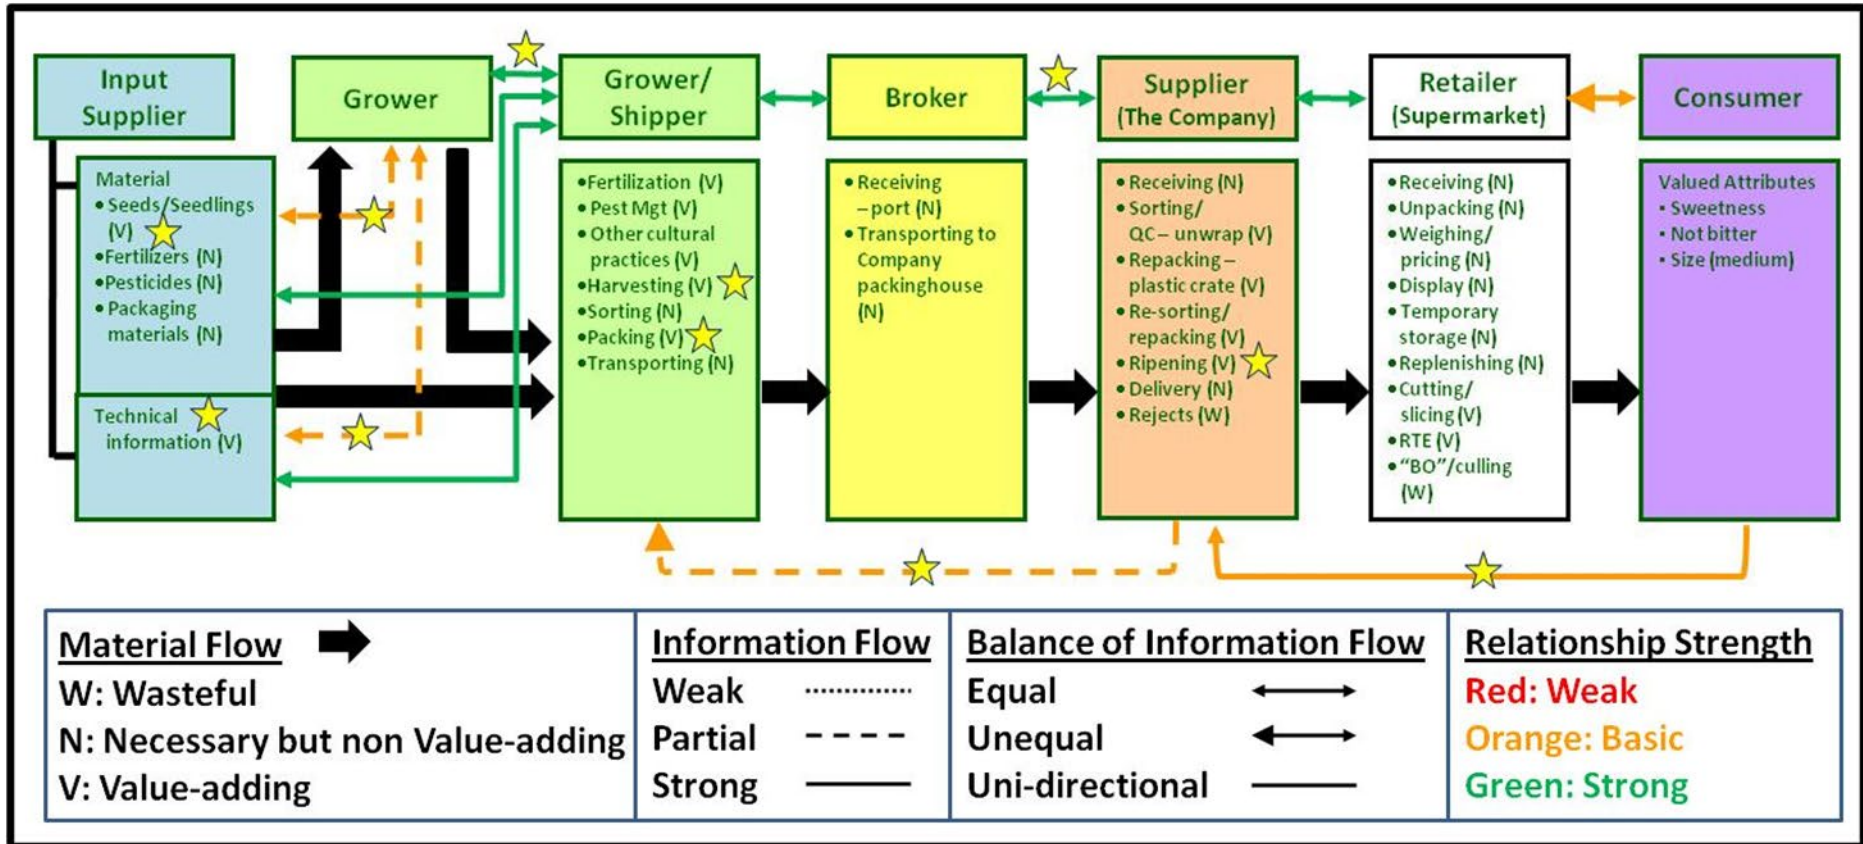 Input
Supplier
Grower
Grower/
Shipper
Broker
Supplier
(The Company)
Retailer
(Supermarket)
Consumer
Material
• Seeds/Seedlings
(V)
•Fertilizers (N)
•Pesticides (N)
• Packaging
materials (N)
Technical
information (V)
•Fertilization (V)
• Pest Mgt (V)
• Other cultural
practices (V)
•Harvesting (V)
•Sorting (N)
•Packing (V)
•Transporting (N)
• Receiving
–port (N)
• Transporting to
Company
packinghouse
(N)
• Receiving (N)
• Sorting/
QC– unwrap (V)
• Repacking –
plastic crate (V)
• Re-sorting/
repacking (V)
• Ripening (V)
• Delivery (N)
• Rejects (W)
•Receiving (N)
•Unpacking (N)
•Weighing/
pricing (N)
•Display (N)
•Temporary
storage (N)
•Replenishing (N)
•Cutting/
slicing (V)
•RTE (V)
•“BO”/culling
(W)
Valued Attributes
• Sweetness
• Not bitter
• Size (medium)
Material Flow
W: Wasteful
N: Necessary but non Value-adding
V: Value-adding
Information Flow
Weak
Partial
Strong
Balance of Information Flow
Equal
Unequal
Uni-directional
Relationship Strength
Red: Weak
Orange: Basic
Green: Strong